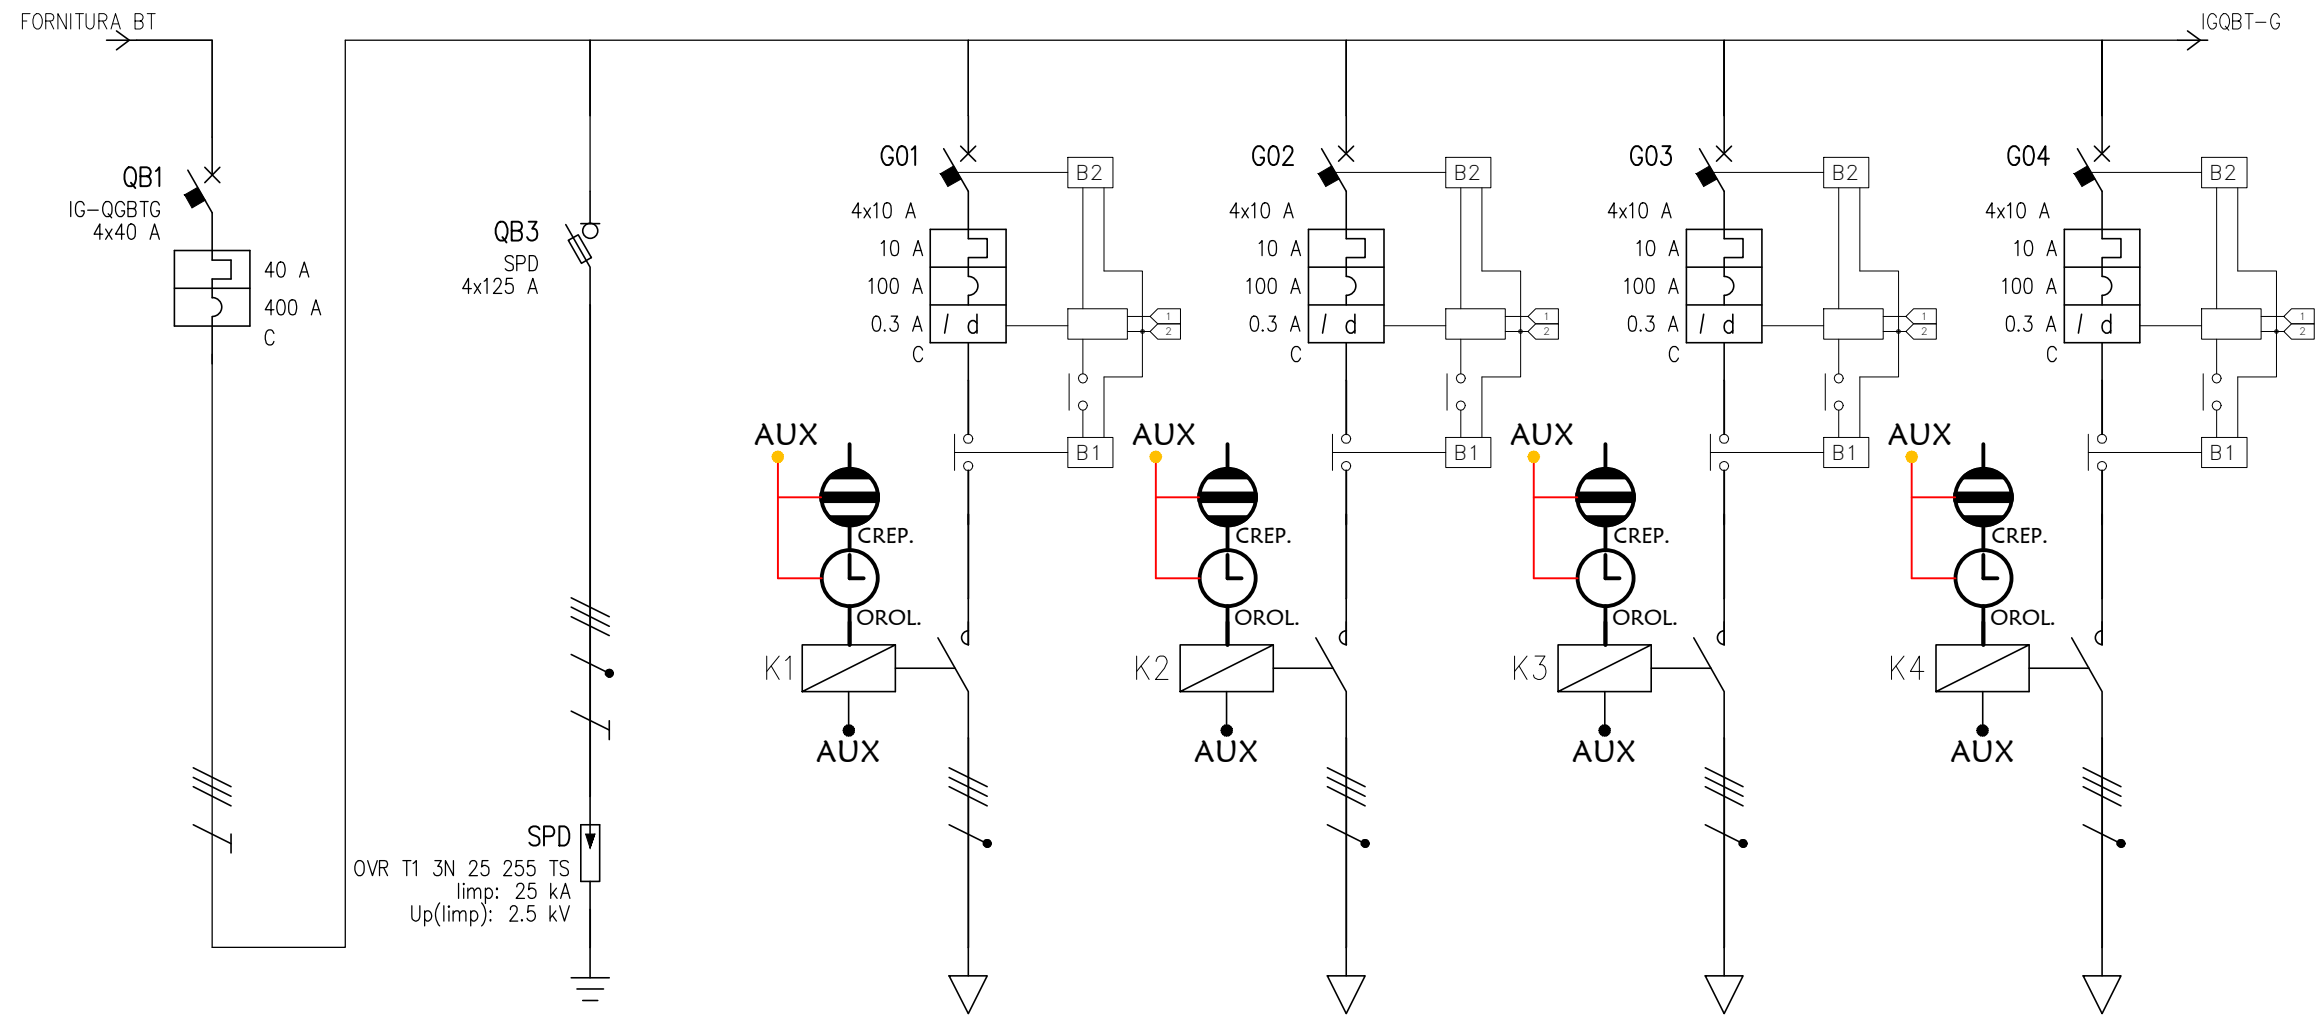 FORNITURA BT
IGQBT-G
QB1
IG-QGBTG
4x40 A
40 A
400 A
C
QB3
SPD
4x125 A
SPD
OVR T1 3N 25 255 TS
Iimp: 25 kA
Up(Iimp): 2.5 kV
G01
4x10 A
10 A
100 A
0.3 A
C
I d
B2
1
2
B1
AUX
CREP.
OROL.
K1
AUX
G02
4x10 A
10 A
100 A
0.3 A
C
I d
B2
1
2
B1
AUX
CREP.
OROL.
K2
AUX
G03
4x10 A
10 A
100 A
0.3 A
C
I d
B2
1
2
B1
AUX
CREP.
OROL.
K3
AUX
G04
4x10 A
10 A
100 A
0.3 A
C
I d
B2
1
2
B1
AUX
CREP.
OROL.
K4
AUX